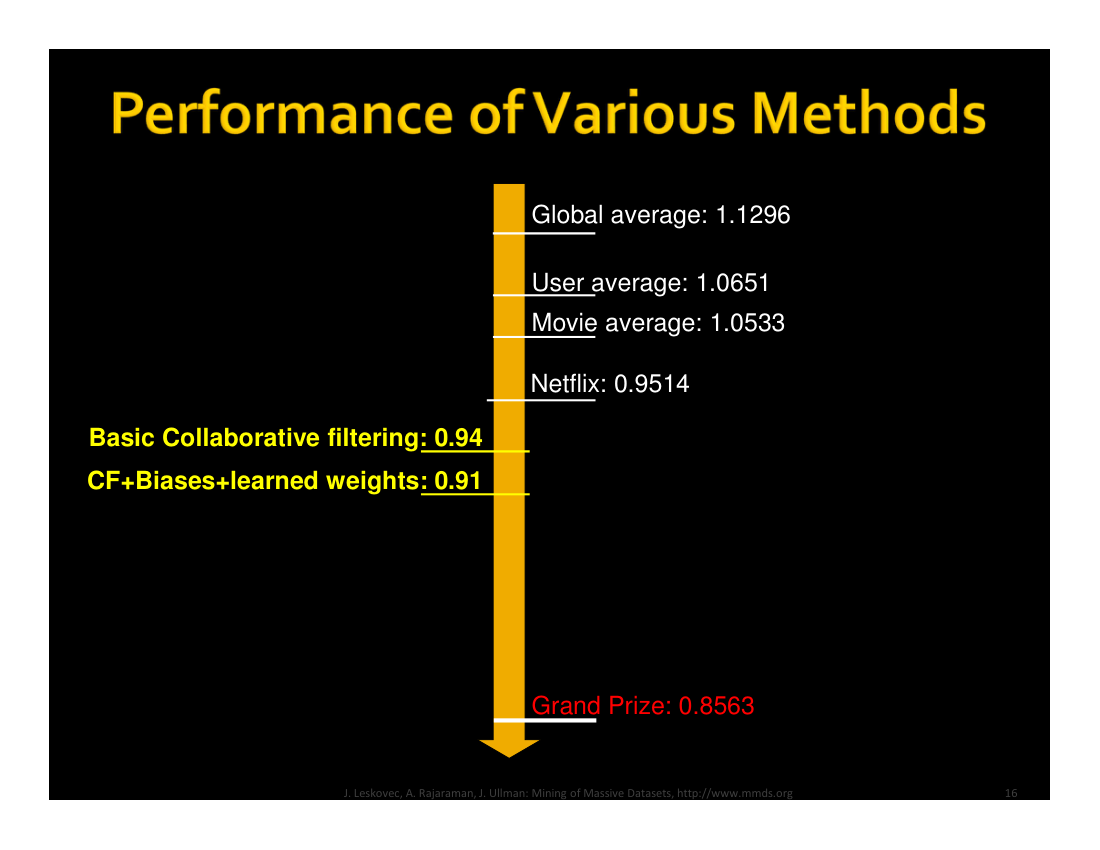 Performance of Various Methods
Global average: 1.1296
User average: 1.0651
Movie average: 1.0533
Netflix: 0.9514
Basic Collaborative filtering: 0.94
CF+Biases+learned weights: 0.91
Grand Prize: 0.8563
J. Leskovec, A. Rajaraman, J. Ullman: Mining of Massive Datasets, http://www.mmds.org
16